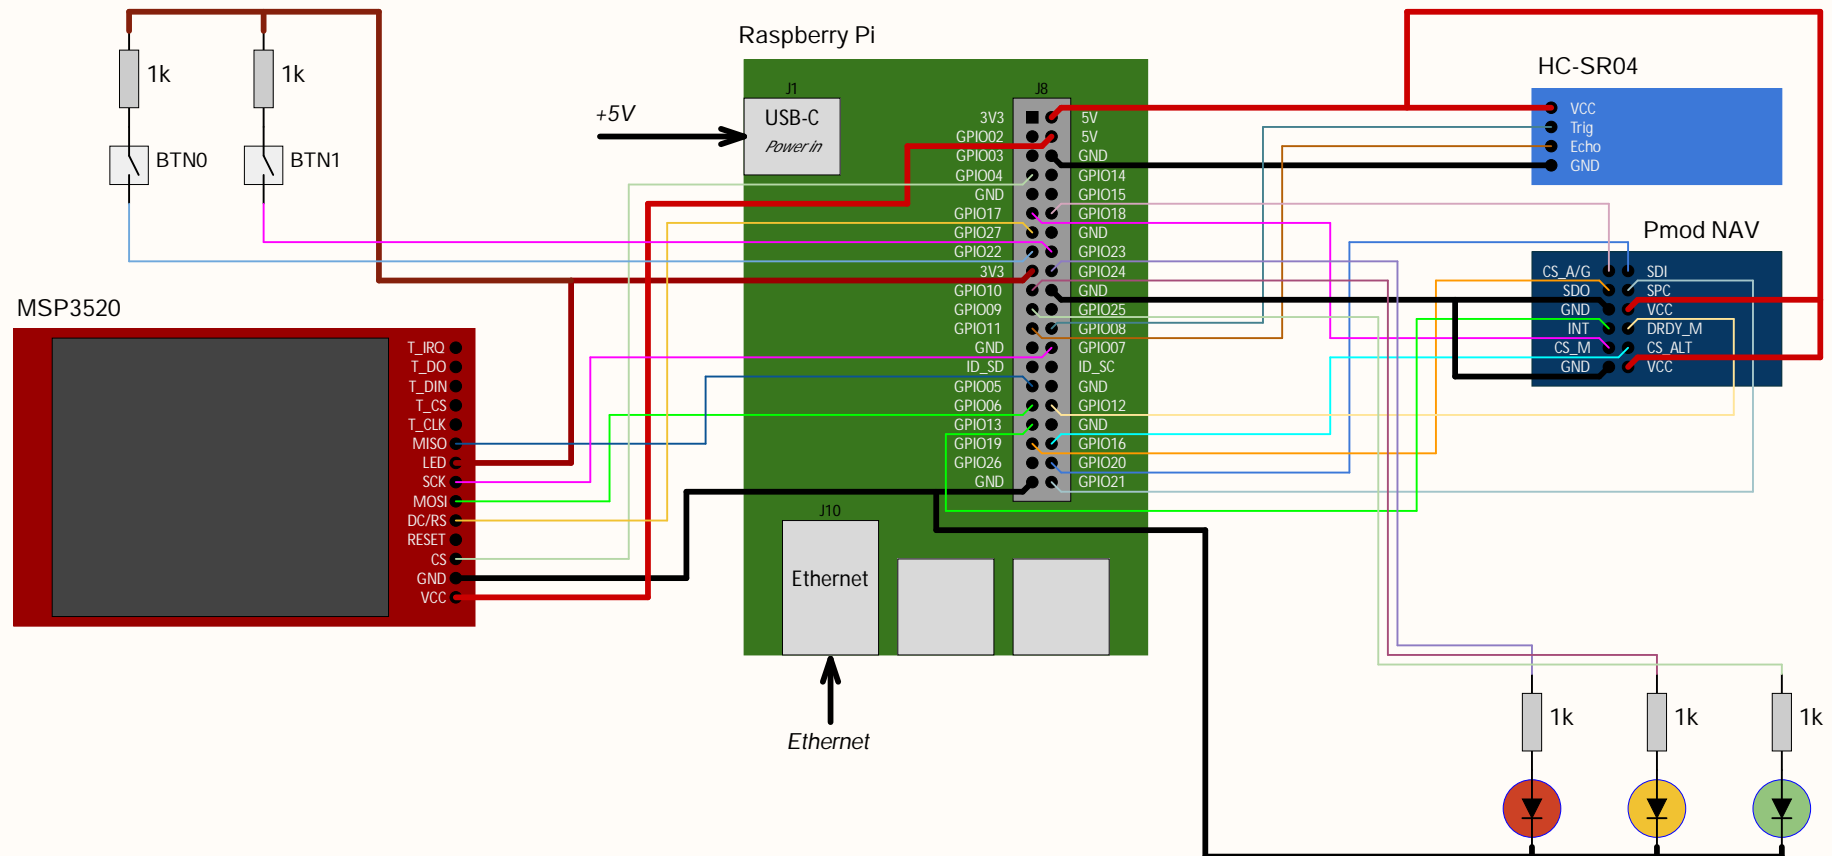 Raspberry Pi
1k
1k
BTN0
BTN1
+5V
J1
USB-C
Power in
J8
3V3
5V
GPIO02
5V
GPIO03
GND
GPIO04
GPIO14
GND
GPIO15
GPIO17
GPIO18
GPIO27
GND
GPIO22
GPIO23
3V3
GPIO24
GPIO10
GND
GPIO09
GPIO25
GPIO11
GPIO08
GND
GPIO07
ID_SD
ID_SC
GPIO05
GND
GPIO06
GPIO12
GPIO13
GND
GPIO19
GPIO16
GPIO26
GPIO20
GND
GPIO21
J10
Ethernet
Ethernet
HC-SR04
VCC
Trig
Echo
GND
Pmod NAV
CS_A/G
SDI
SDO
SPC
GND
VCC
INT
DRDY_M
CS_M
CS_ALT
GND
VCC
MSP3520
T_IRQ
T_DO
T_DIN
T_CS
T_CLK
MISO
LED
SCK
MOSI
DC/RS
RESET
CS
GND
VCC
1k
1k
1k